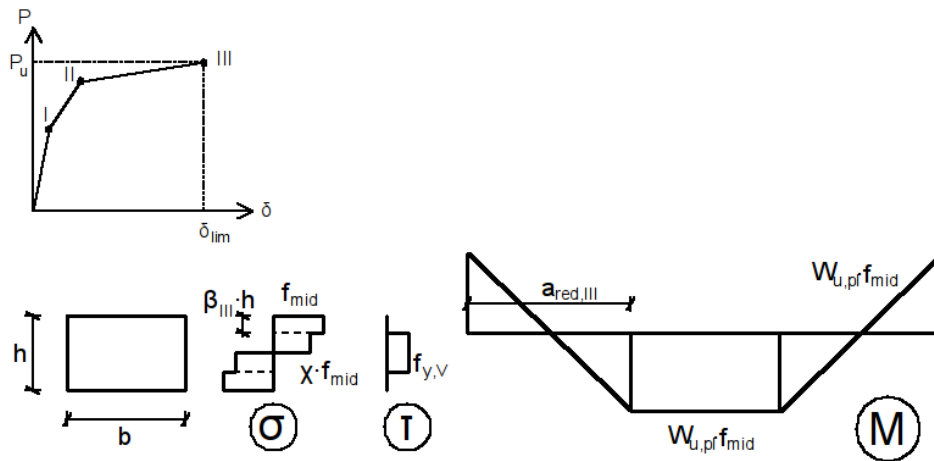 P
P_u
III
II
I
δ
δ_lim
h
b
β_III·h
f_mid
χ·f_mid
σ
f_y,V
τ
a_red,III
W_u,pl·f_mid
W_u,pl·f_mid
M